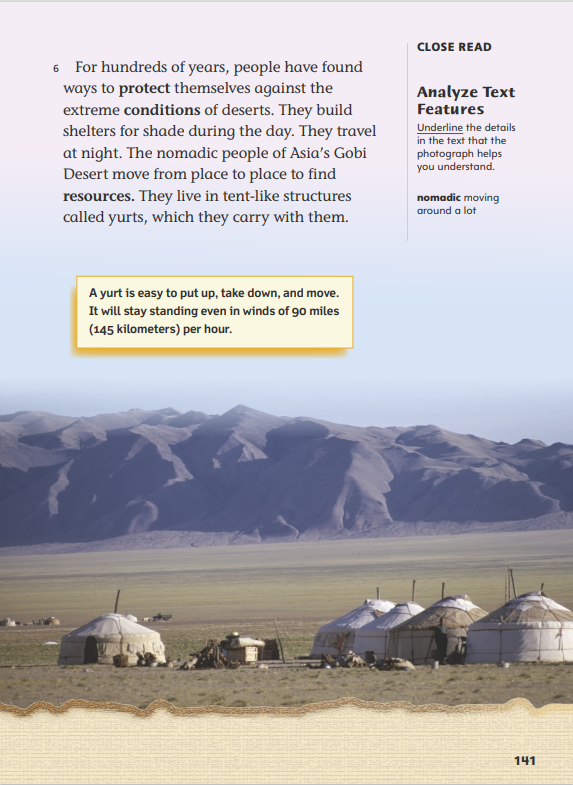 6 For hundreds of years, people have found
ways to protect themselves against the
extreme conditions of deserts. They build
shelters for shade during the day. They travel
at night. The nomadic people of Asia's Gobi
Desert move from place to place to find
resources. They live in tent-like structures
called yurts, which they carry with them.
CLOSE READ
Analyze Text
Features
Underline the details
in the text that the
photograph helps
you understand.
nomadic moving
around a lot
A yurt is easy to put up, take down, and move.
It will stay standing even in winds of 90 miles
(145 kilometers) per hour.
141